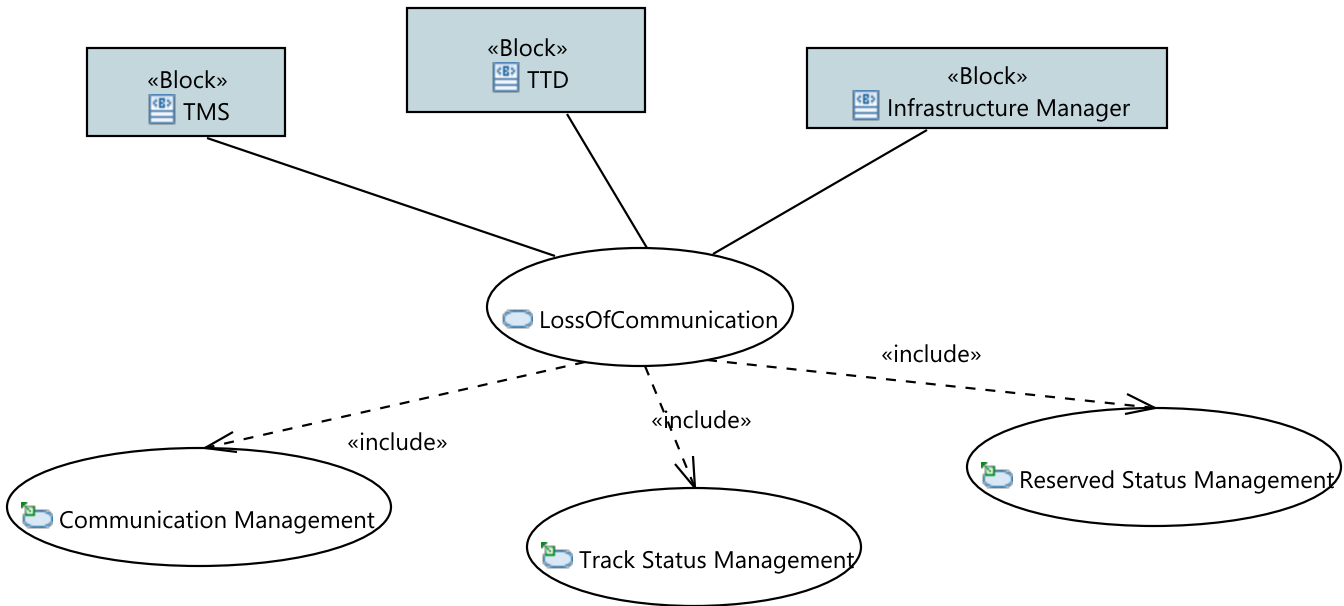 «Block»
TMS
«Block»
TTD
«Block»
Infrastructure Manager
LossOfCommunication
«include»
«include»
«include»
Communication Management
Track Status Management
Reserved Status Management